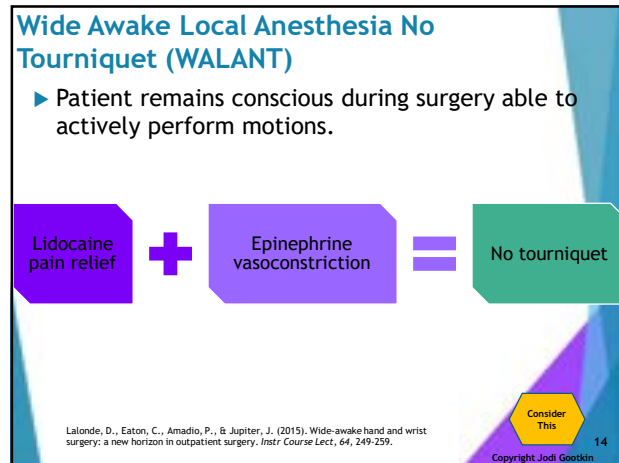 Wide Awake Local Anesthesia No
Tourniquet (WALANT)
Patient remains conscious during surgery able to
actively perform motions.
Lidocaine
pain relief
Epinephrine
vasoconstriction
No tourniquet
Lalonde, D., Eaton, C., Amadio, P., & Jupiter, J. (2015). Wide-awake hand and wrist
surgery: a new horizon in outpatient surgery. Instr Course Lect, 64, 249-259.
Consider
This
14
Copyright Jodi Gootkin